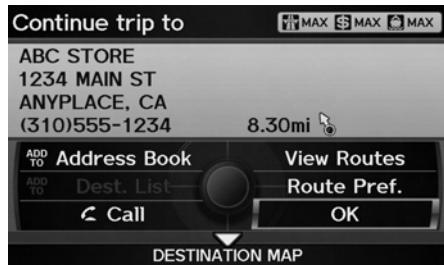 Continue trip to MAX $ MAX MAX
ABC STORE
1234 MAIN ST
ANYPLACE, CA
(310)555-1234 8.30mi
ADD TO Address Book View Routes
ADD TO Dest. List Route Pref.
Call OK
DESTINATION MAP